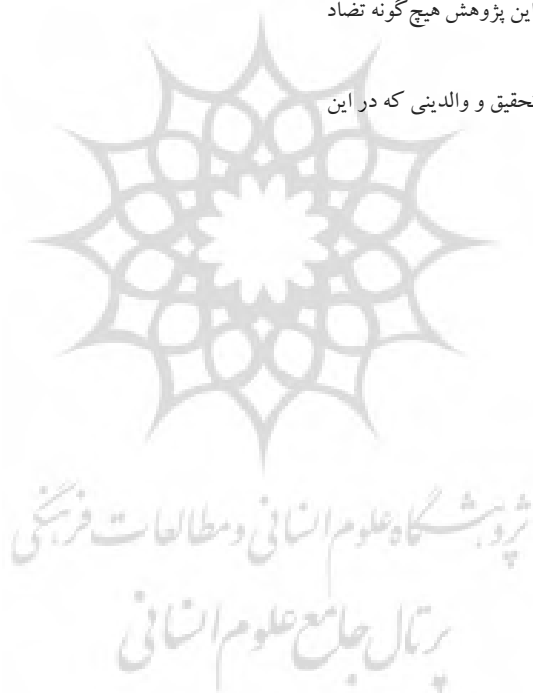 این پژوهش هیچ‌گونه تضاد
تحقیق و والدینی که در این
پژوهشگاه علوم انسانی و مطالعات فرهنگی
پرتال جامع علوم انسانی